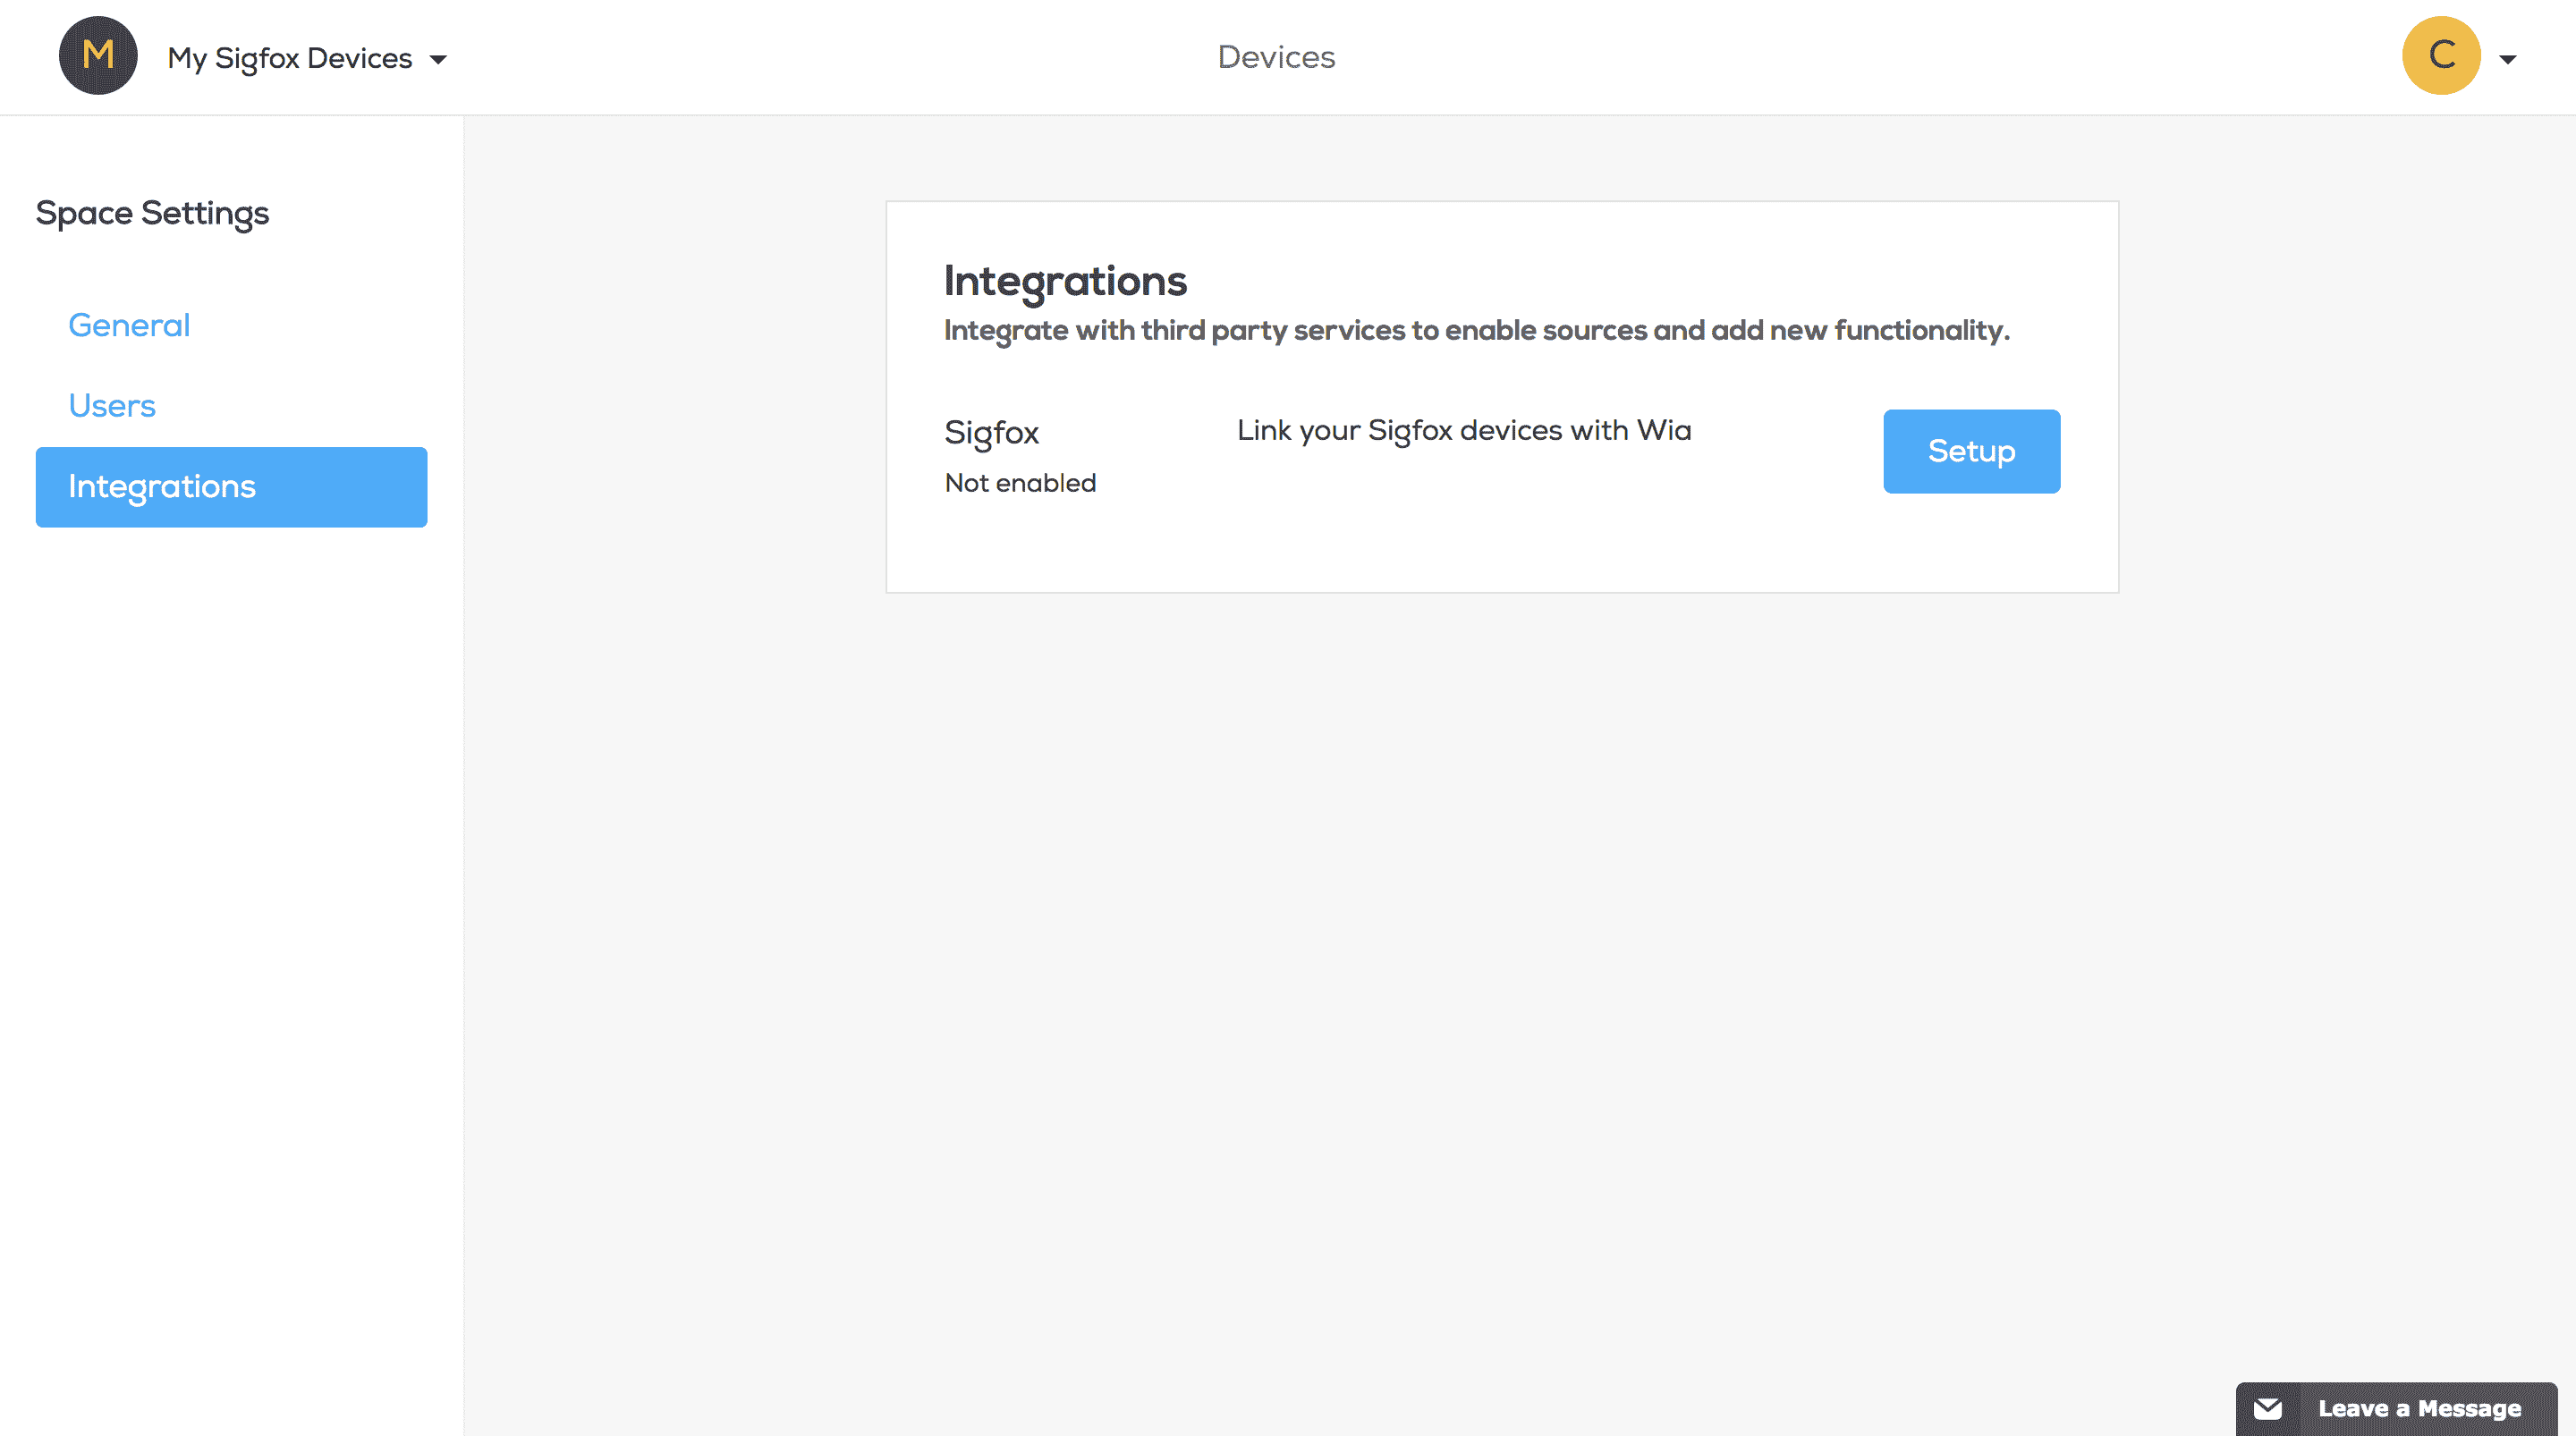 M
My Sigfox Devices
Devices
C
Space Settings
General
Users
Integrations
Integrations
Integrate with third party services to enable sources and add new functionality.
Sigfox
Link your Sigfox devices with Wia
Setup
Not enabled
Leave a Message